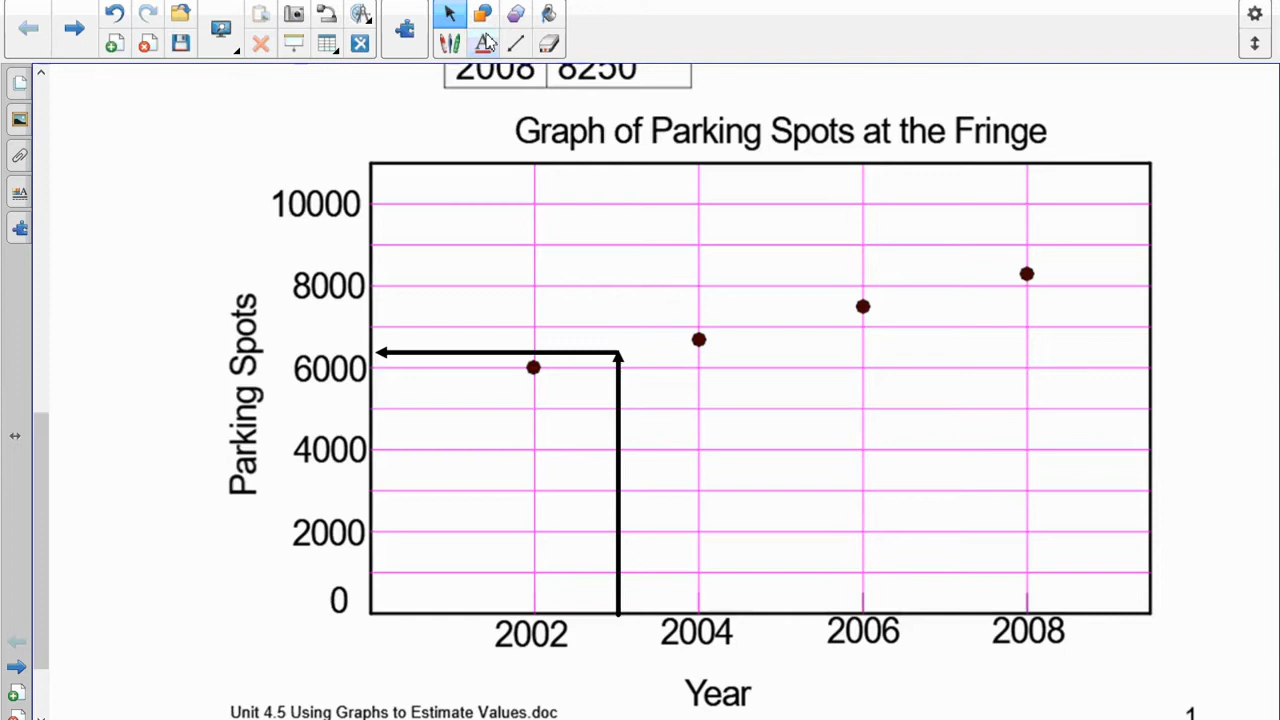 2008 8250
Graph of Parking Spots at the Fringe
10000
8000
6000
4000
2000
0
Parking Spots
2002 2004 2006 2008
Year
Unit 4.5 Using Graphs to Estimate Values.doc
1